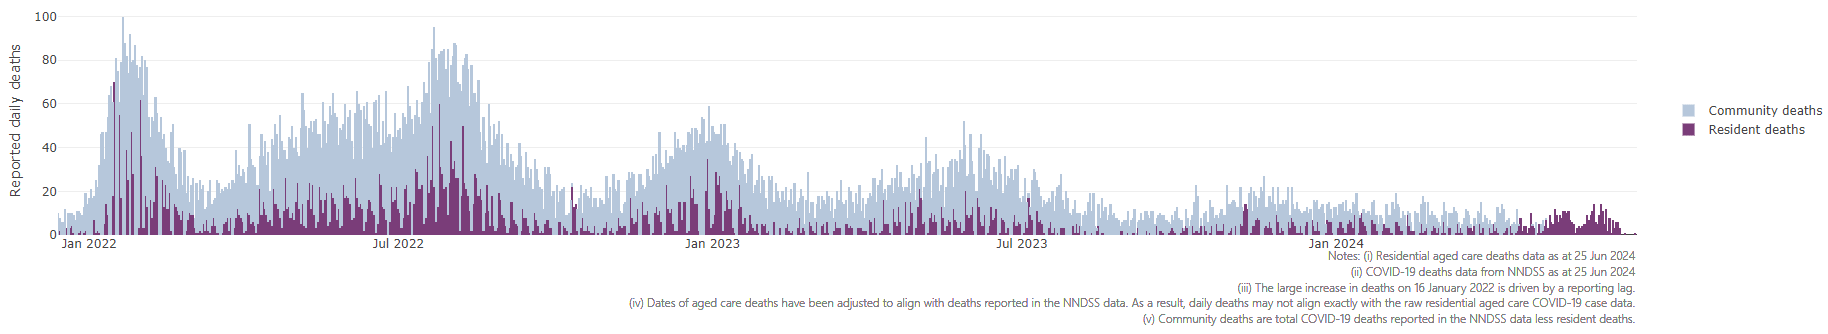 Reported daily deaths
100
80
60
40
20
0
Jan 2022
Jul 2022
Jan 2023
Jul 2023
Jan 2024
Community deaths
Resident deaths
Notes: (i) Residential aged care deaths data as at 25 Jun 2024
(ii) COVID-19 deaths data from NNDSS as at 25 Jun 2024
(iii) The large increase in deaths on 16 January 2022 is driven by a reporting lag.
(iv) Dates of aged care deaths have been adjusted to align with deaths reported in the NNDSS data. As a result, daily deaths may not align exactly with the raw residential aged care COVID-19 case data.
(v) Community deaths are total COVID-19 deaths reported in the NNDSS data less resident deaths.